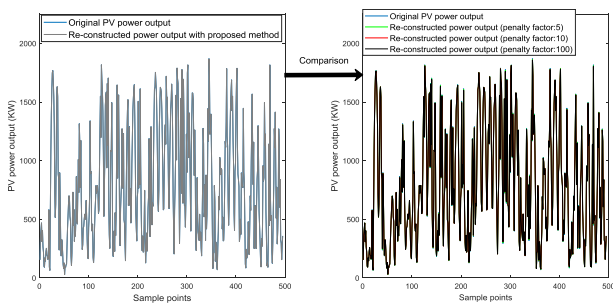 Original PV power output
Re-constructed power output with proposed method
PV power output (KW)
2000
1500
1000
500
0
0 100 200 300 400 500
Sample points
Comparison
Original PV power output
Re-constructed power output (penalty factor:5)
Re-constructed power output (penalty factor:10)
Re-constructed power output (penalty factor:100)
PV power output (KW)
2000
1500
1000
500
0
0 100 200 300 400 500
Sample points